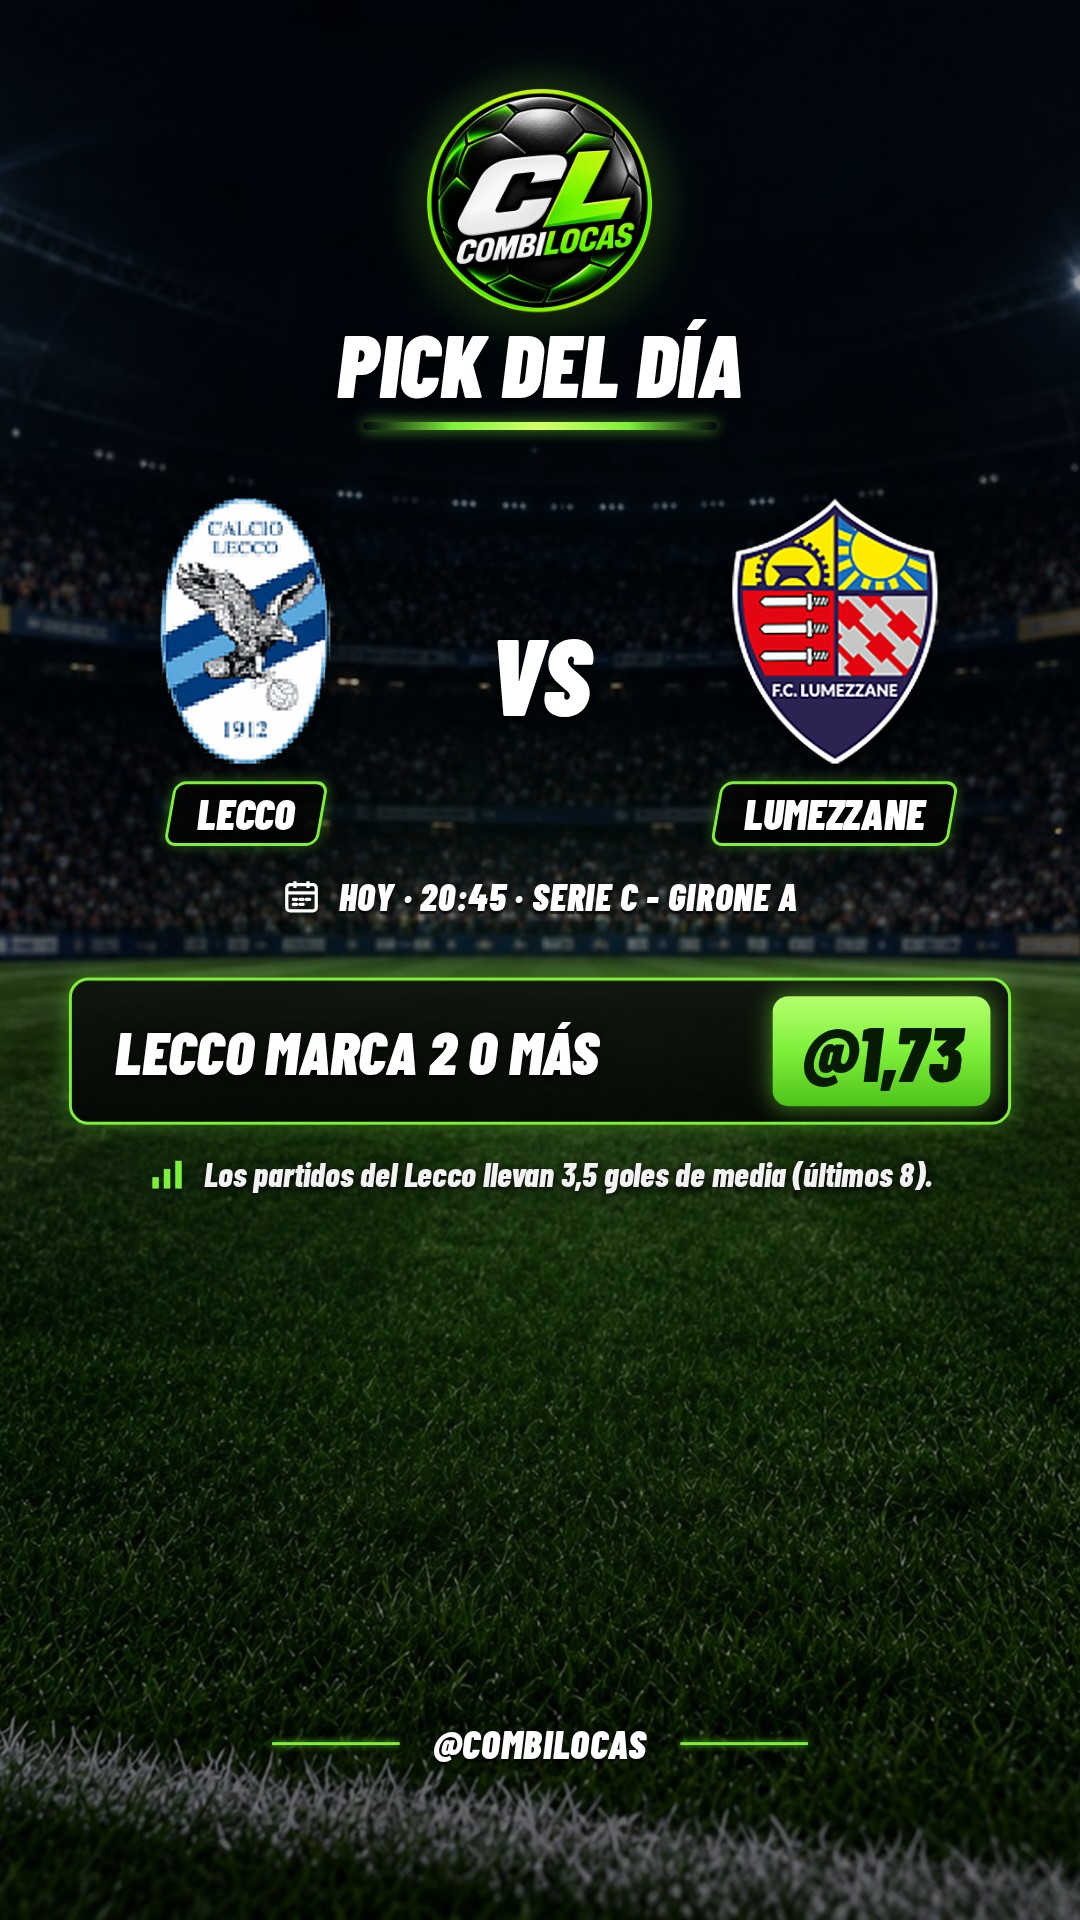 CL
COMBILOCAS
PICK DEL DÍA
CALCIO
LECCO
1912
VS
F.C. LUMEZZANE
LECCO
LUMEZZANE
HOY · 20:45 · SERIE C - GIRONE A
LECCO MARCA 2 O MÁS
@1,73
Los partidos del Lecco llevan 3,5 goles de media (últimos 8).
@COMBILOCAS